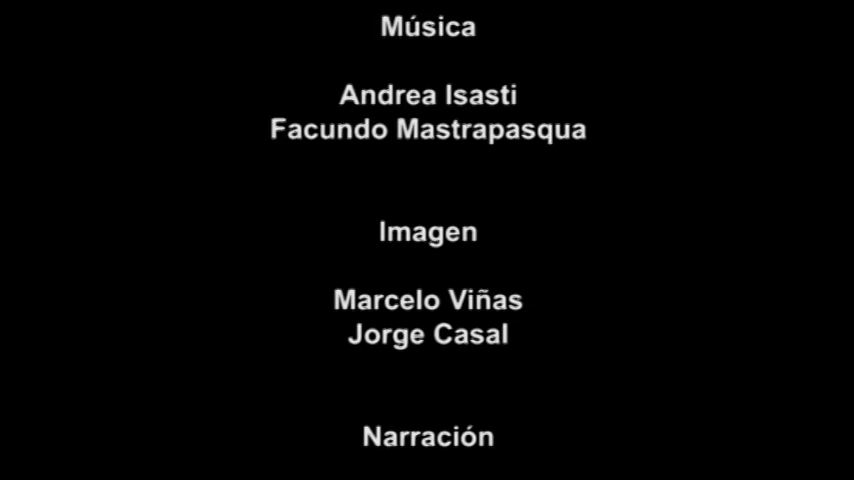 Música
Andrea Isasti
Facundo Mastrapasqua
Imagen
Marcelo Viñas
Jorge Casal
Narración